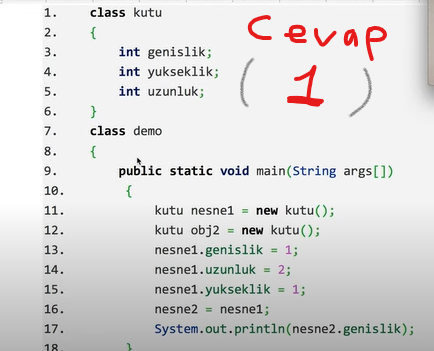 1. class kutu
2. {
3. int genislik;
4. int yukseklik;
5. int uzunluk;
6. }
7. class demo
8. {
9. public static void main(String args[])
10. {
11. kutu nesne1 = new kutu();
12. kutu obj2 = new kutu();
13. nesne1.genislik = 1;
14. nesne1.uzunluk = 2;
15. nesne1.yukseklik = 1;
16. nesne2 = nesne1;
17. System.out.println(nesne2.genislik);
18. }
Cevap
( 1 )